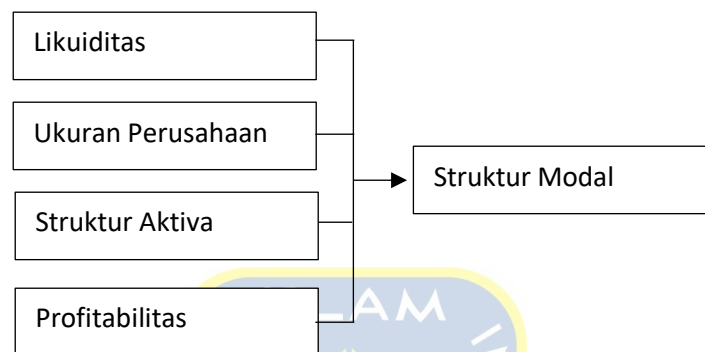 Likuiditas
Ukuran Perusahaan
Struktur Modal
Struktur Aktiva
Profitabilitas